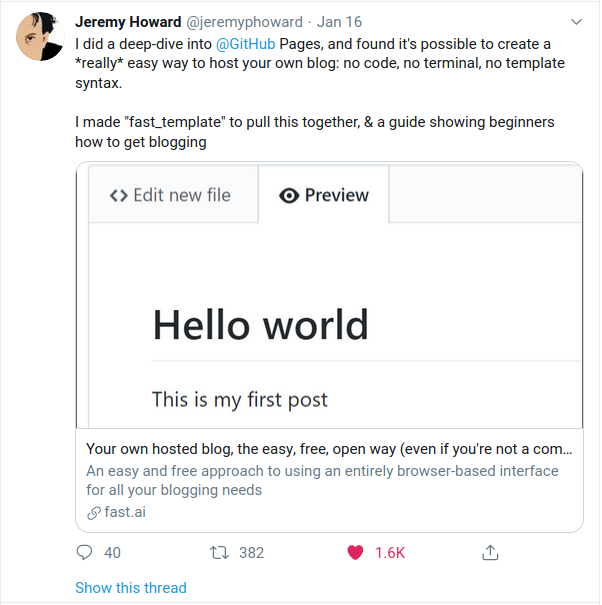 Jeremy Howard @jeremyphoward · Jan 16
I did a deep-dive into @GitHub Pages, and found it's possible to create a
*really* easy way to host your own blog: no code, no terminal, no template
syntax.
I made "fast_template" to pull this together, & a guide showing beginners
how to get blogging
<> Edit new file Preview
Hello world
This is my first post
Your own hosted blog, the easy, free, open way (even if you're not a com...
An easy and free approach to using an entirely browser-based interface
for all your blogging needs
fast.ai
40 382 1.6K
Show this thread